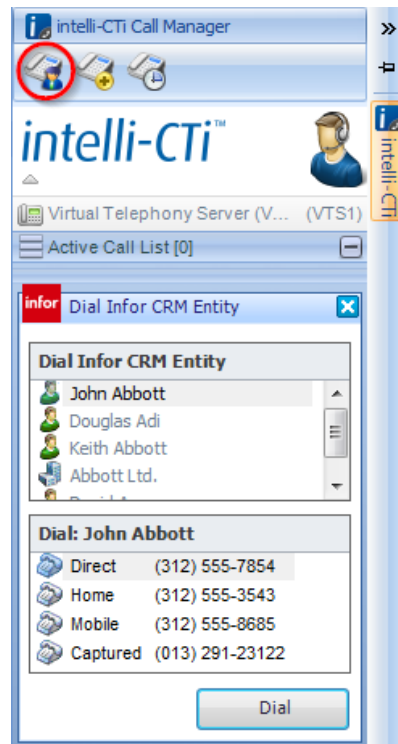 intelli-CTi Call Manager
intelli-CTi™
Virtual Telephony Server (V... (VTS1)
Active Call List [0]
infor Dial Infor CRM Entity
Dial Infor CRM Entity
John Abbott
Douglas Adi
Keith Abbott
Abbott Ltd.
Dial: John Abbott
Direct (312) 555-7854
Home (312) 555-3543
Mobile (312) 555-8685
Captured (013) 291-23122
Dial
intelli-CTi